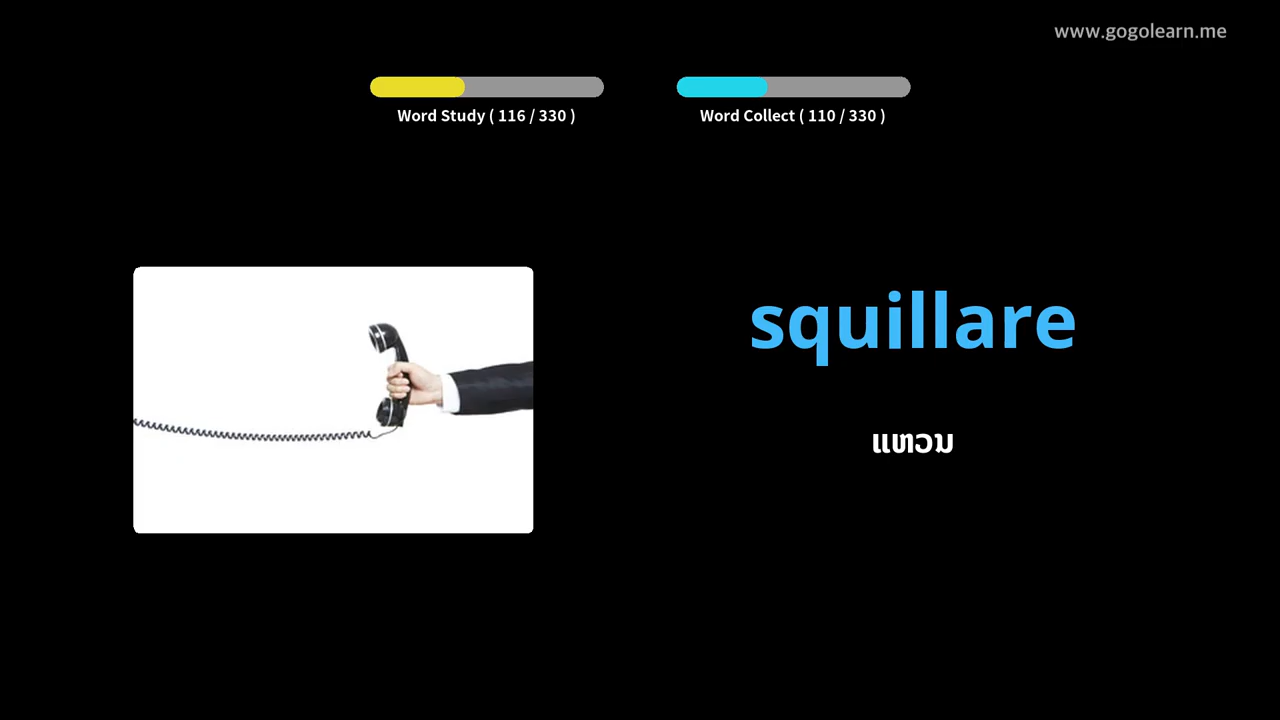 www.gogolearn.me
Word Study ( 116 / 330 )
Word Collect ( 110 / 330 )
squillare
ແຫວນ